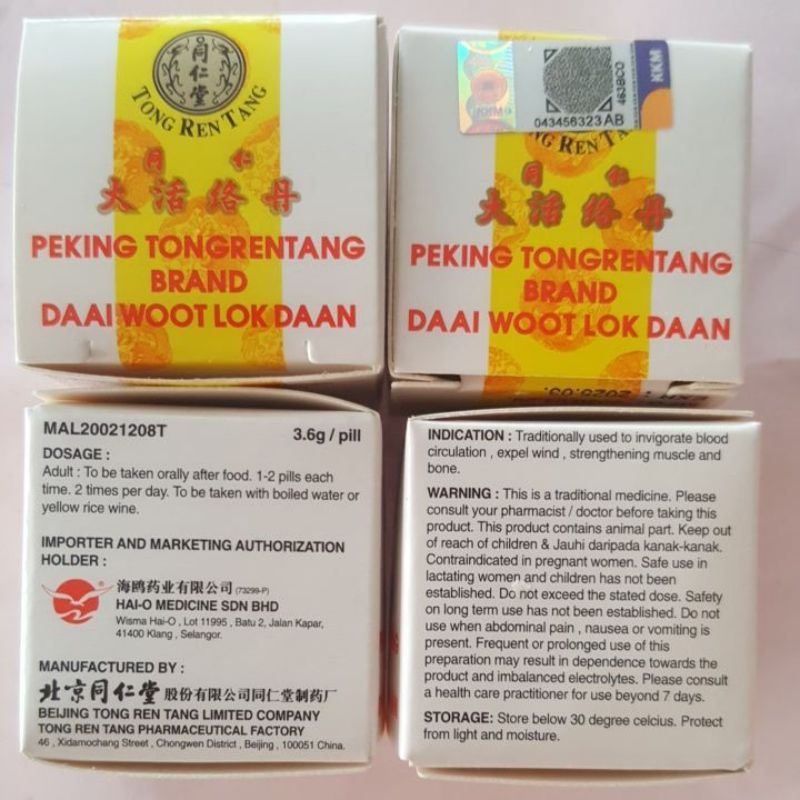 同仁堂
TONG REN TANG
同 仁
大活络丹
PEKING TONGRENTANG
BRAND
DAAI WOOT LOK DAAN
KKM
463BCO
043456323AB
NG REN TA
同 仁
大活络丹
PEKING TONGRENTANG
BRAND
DAAI WOOT LOK DAAN
MAL20021208T
3.6g / pill
DOSAGE :
Adult : To be taken orally after food. 1-2 pills each
time. 2 times per day. To be taken with boiled water or
yellow rice wine.
IMPORTER AND MARKETING AUTHORIZATION
HOLDER :
海鸥药业有限公司 (73299-P)
HAI-O MEDICINE SDN BHD
Wisma Hai-O , Lot 11995 , Batu 2, Jalan Kapar,
41400 Klang , Selangor.
MANUFACTURED BY :
北京同仁堂 股份有限公司同仁堂制药厂
BEIJING TONG REN TANG LIMITED COMPANY
TONG REN TANG PHARMACEUTICAL FACTORY
46 , Xidamochang Street , Chongwen District , Beijing , 100051 China.
INDICATION : Traditionally used to invigorate blood
circulation , expel wind , strengthening muscle and
bone.
WARNING : This is a traditional medicine. Please
consult your pharmacist / doctor before taking this
product. This product contains animal part. Keep out
of reach of children & Jauhi daripada kanak-kanak.
Contraindicated in pregnant women. Safe use in
lactating women and children has not been
established. Do not exceed the stated dose. Safety
on long term use has not been established. Do not
use when abdominal pain , nausea or vomiting is
present. Frequent or prolonged use of this
preparation may result in dependence towards the
product and imbalanced electrolytes. Please consult
a health care practitioner for use beyond 7 days.
STORAGE: Store below 30 degree celcius. Protect
from light and moisture.